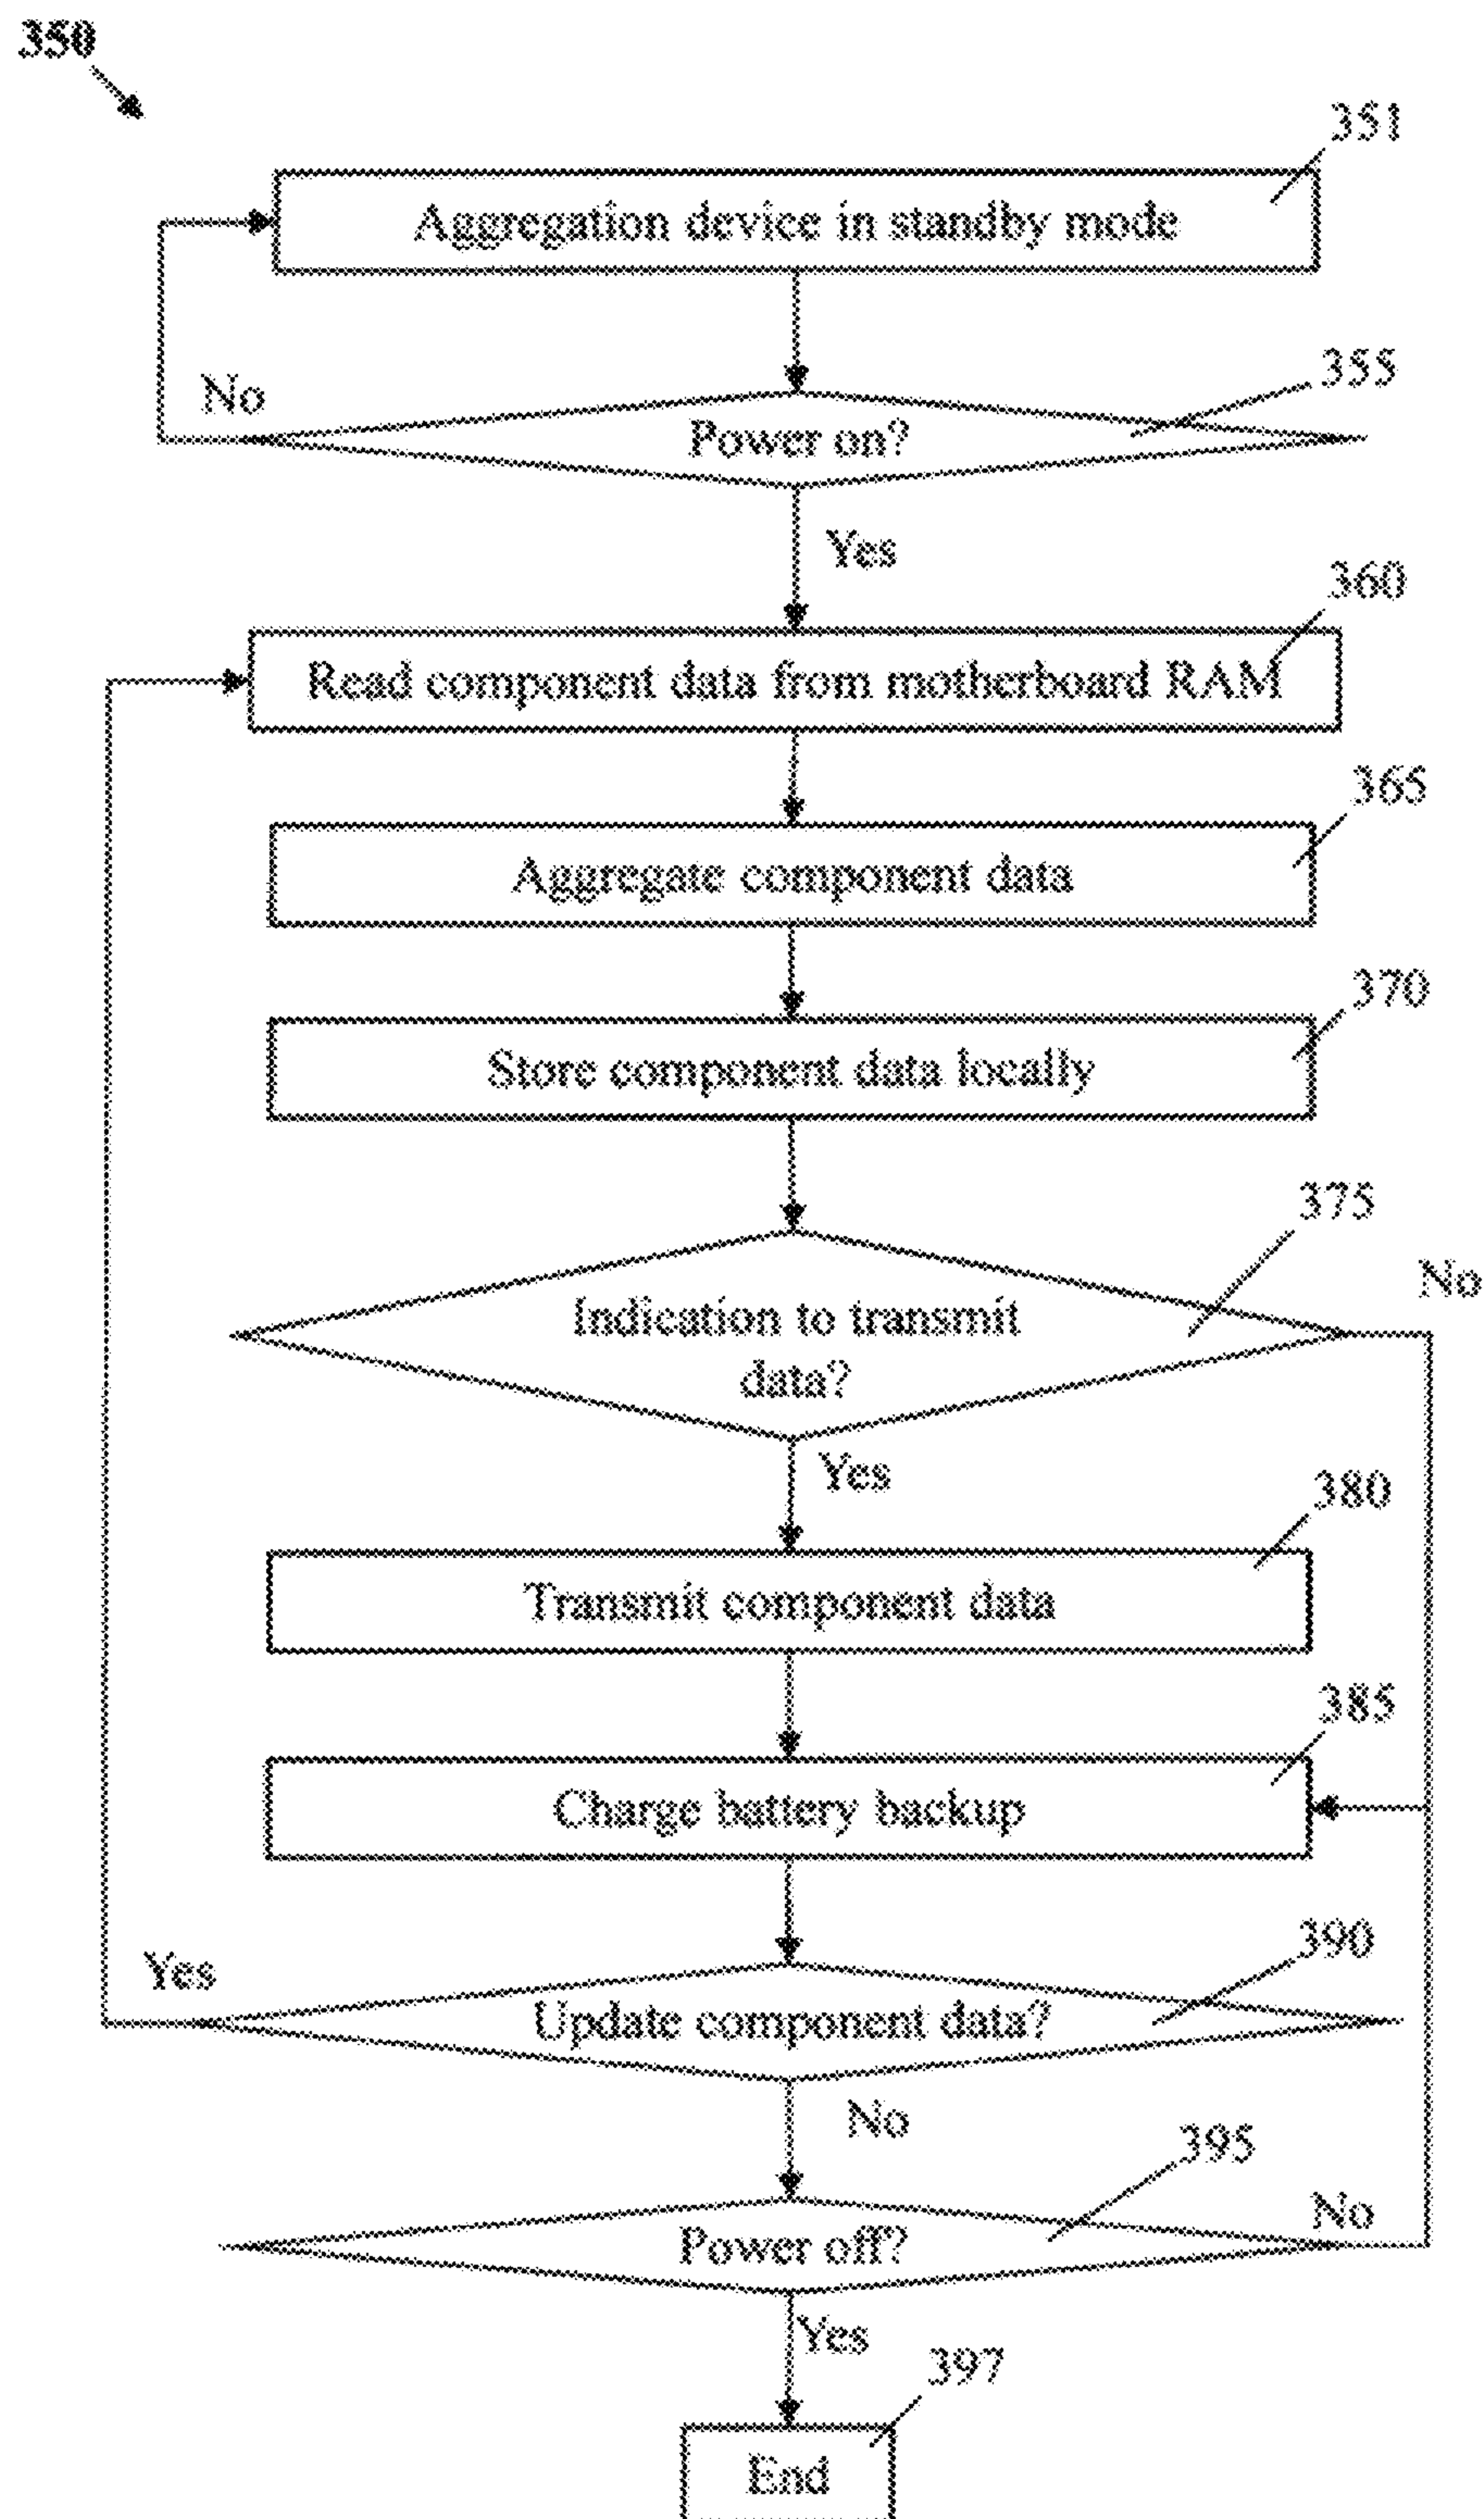 350
351
Aggregation device in standby mode
355
No
Power on?
Yes
360
Read component data from motherboard RAM
365
Aggregate component data
370
Store component data locally
375
No
Indication to transmit
data?
Yes
380
Transmit component data
385
Charge battery backup
390
Yes
Update component data?
No
395
No
Power off?
Yes
397
End